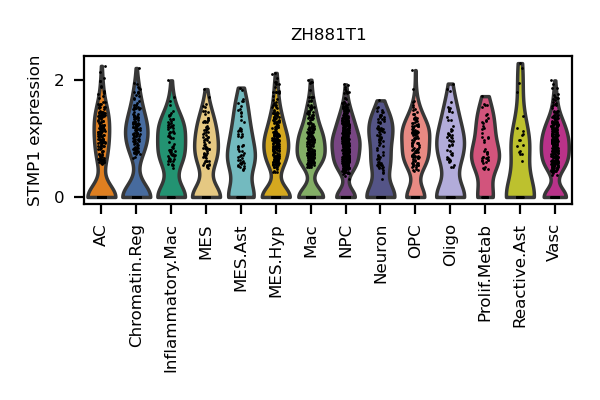 ZH881T1
STMP1 expression
2
0
AC
Chromatin.Reg
Inflammatory.Mac
MES
MES.Ast
MES.Hyp
Mac
NPC
Neuron
OPC
Oligo
Prolif.Metab
Reactive.Ast
Vasc